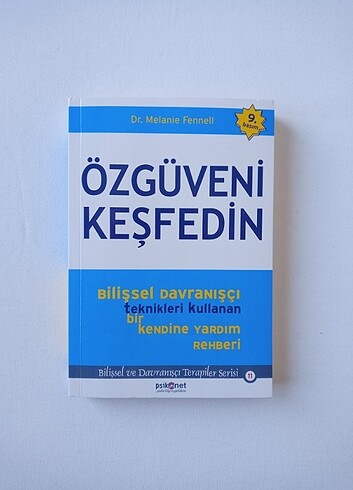 Dr. Melanie Fennell
9.
basım
ÖZGÜVENİ
KEŞFEDİN
Bilişsel Davranışçı
teknikleri kullanan
bir
kendine yardım
rehberi
Bilişsel ve Davranışçı Terapiler Serisi 11
psikonet